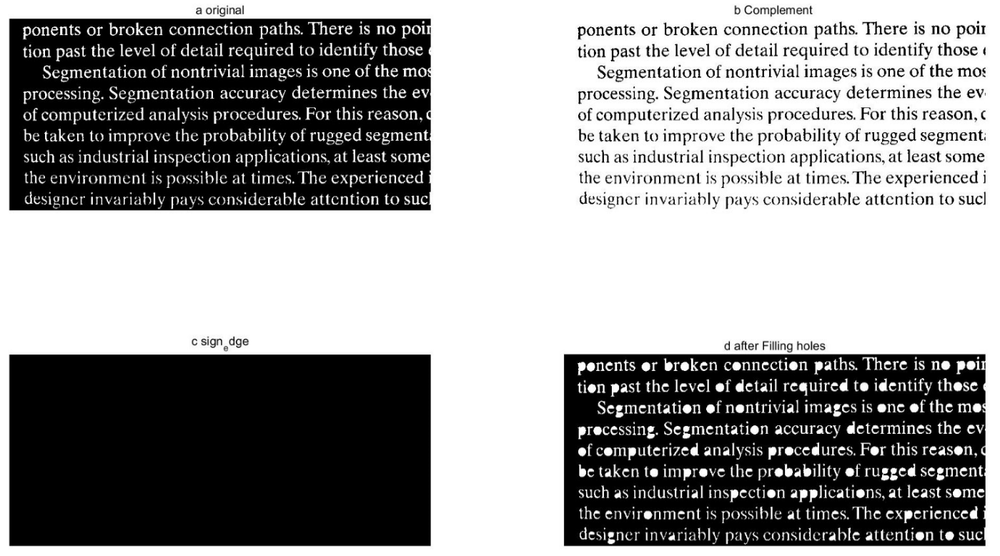 a original
ponents or broken connection paths. There is no poin
tion past the level of detail required to identify those
Segmentation of nontrivial images is one of the mos
processing. Segmentation accuracy determines the ev
of computerized analysis procedures. For this reason, c
be taken to improve the probability of rugged segment
such as industrial inspection applications, at least some
the environment is possible at times. The experienced i
designer invariably pays considerable attention to such
b Complement
ponents or broken connection paths. There is no poin
tion past the level of detail required to identify those
Segmentation of nontrivial images is one of the mos
processing. Segmentation accuracy determines the ev
of computerized analysis procedures. For this reason, c
be taken to improve the probability of rugged segment
such as industrial inspection applications, at least some
the environment is possible at times. The experienced i
designer invariably pays considerable attention to such
c sign_edge
d after Filling holes
ponents or broken connection paths. There is no poin
tion past the level of detail required to identify those
Segmentation of nontrivial images is one of the mos
processing. Segmentation accuracy determines the ev
of computerized analysis procedures. For this reason, c
be taken to improve the probability of rugged segment
such as industrial inspection applications, at least some
the environment is possible at times. The experienced i
designer invariably pays considerable attention to such